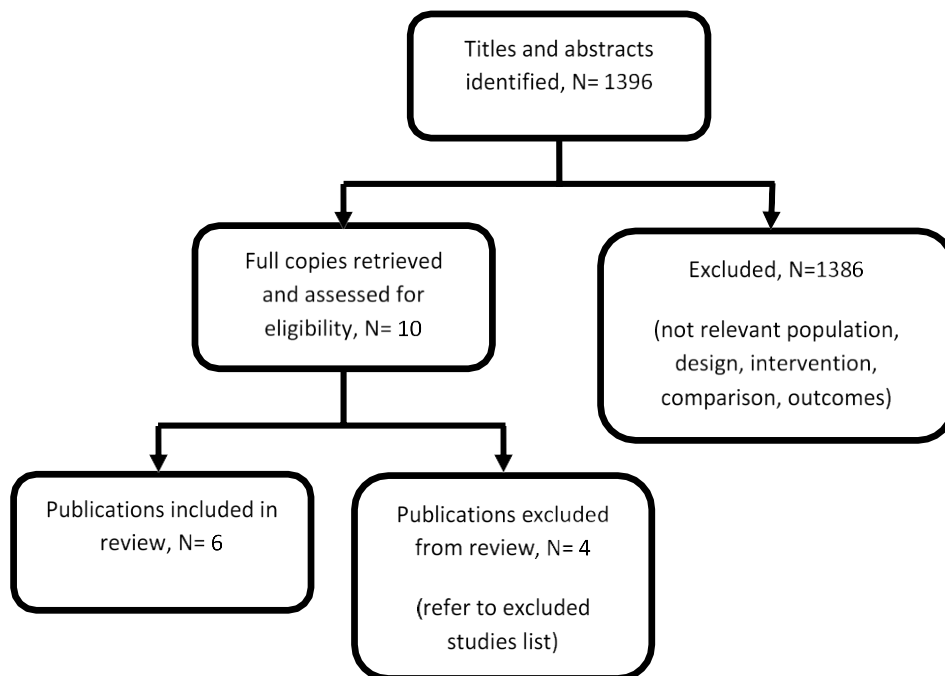 Titles and abstracts
identified, N= 1396
Full copies retrieved
and assessed for
eligibility, N= 10
Excluded, N=1386
(not relevant population,
design, intervention,
comparison, outcomes)
Publications included in
review, N= 6
Publications excluded
from review, N= 4
(refer to excluded
studies list)